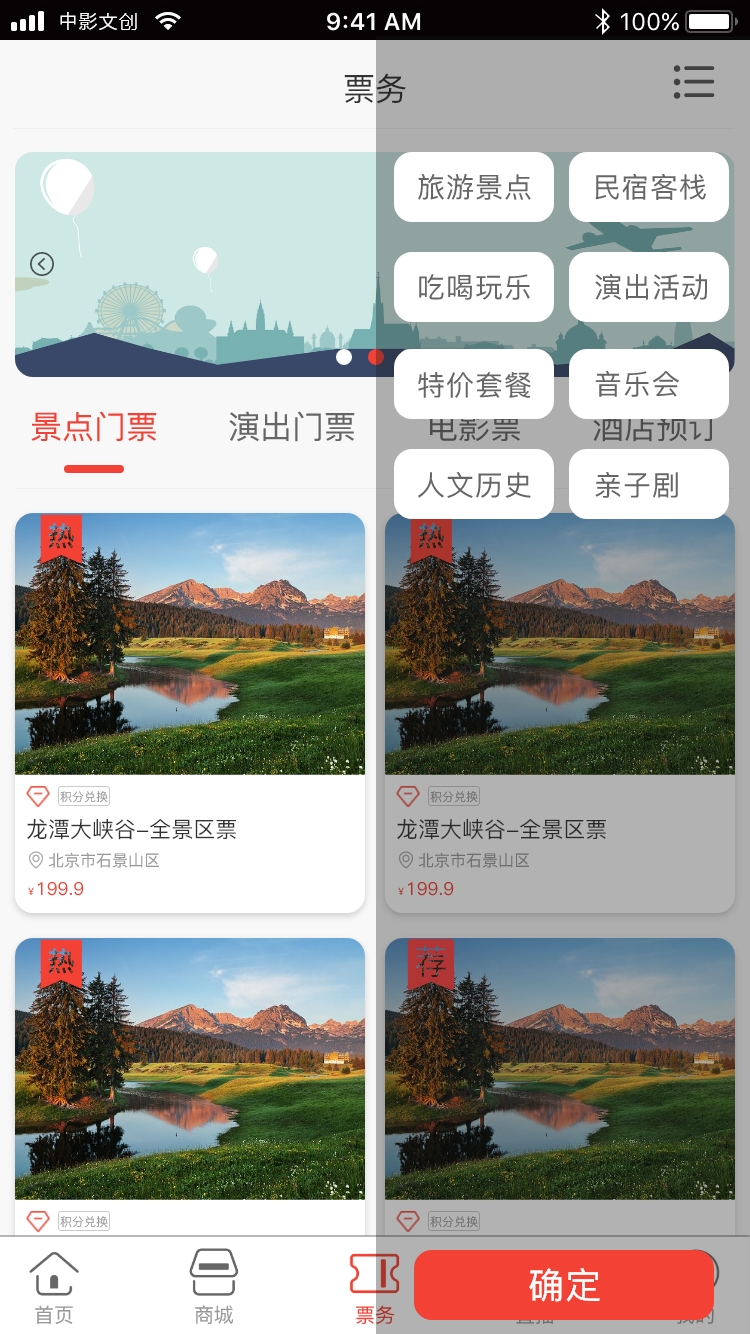 中影文创 9:41 AM 100%
票务
旅游景点 民宿客栈
吃喝玩乐 演出活动
特价套餐 音乐会
景点门票 演出门票 电影票 酒店预订
人文历史 亲子剧
热 热
积分兑换 积分兑换
龙潭大峡谷-全景区票 龙潭大峡谷-全景区票
北京市石景山区 北京市石景山区
¥199.9 ¥199.9
热 荐
积分兑换 积分兑换
确定
首页 商城 票务 直播 我的